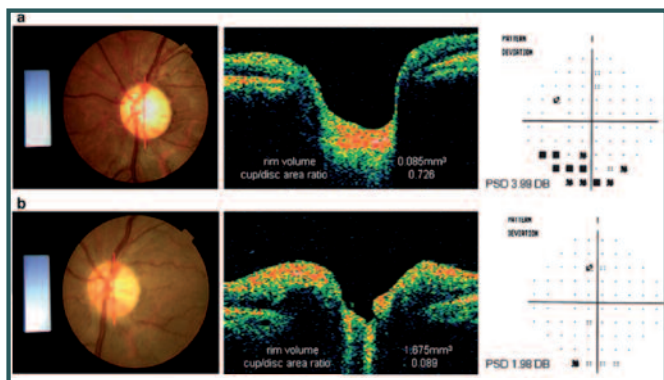 a
PATTERN
DEVIATION
rim volume 0.085mm³
cup/disc area ratio 0.726
PSD 3.99 DB
b
PATTERN
DEVIATION
rim volume 1.675mm³
cup/disc area ratio 0.089
PSD 1.98 DB